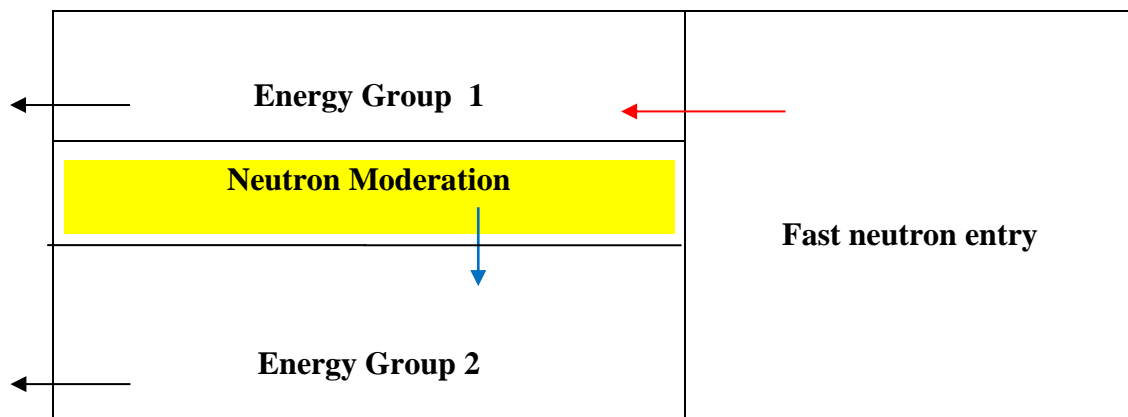 Energy Group 1
Neutron Moderation
Fast neutron entry
Energy Group 2